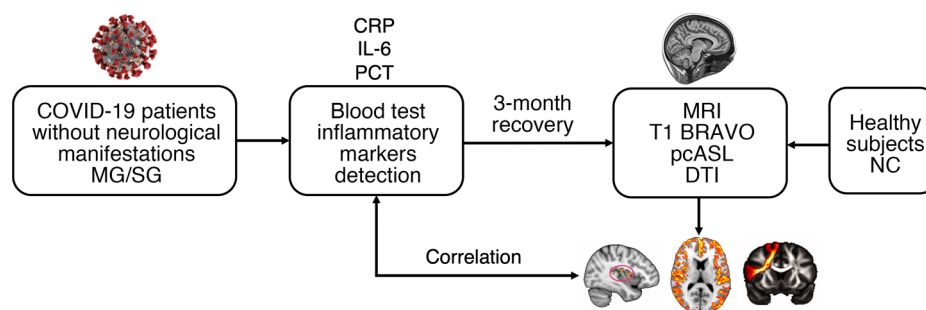 CRP
IL-6
PCT
COVID-19 patients
without neurological
manifestations
MG/SG
Blood test
inflammatory
markers
detection
3-month
recovery
MRI
T1 BRAVO
pcASL
DTI
Healthy
subjects
NC
Correlation